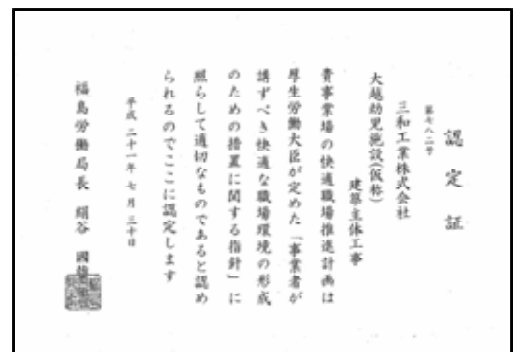 認定証
第七八二号
三和工業株式会社
大越幼児施設(仮称)
建築主体工事
貴事業場の快適職場推進計画は
厚生労働大臣が定めた「事業者が
講ずべき快適な職場環境の形成
のための措置に関する指針」に
照らして適切なものであると認め
られるのでここに認定します
平成二十一年七月三十日
福島労働局長 絹谷 國雄